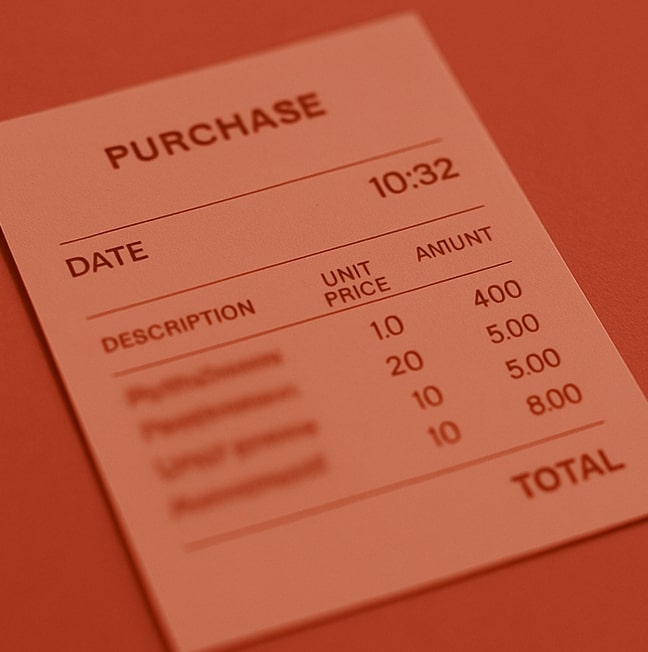 PURCHASE
10:32
DATE
DESCRIPTION UNIT PRICE ANIUNT
1.0 400
20 5.00
10 5.00
10 8.00
TOTAL